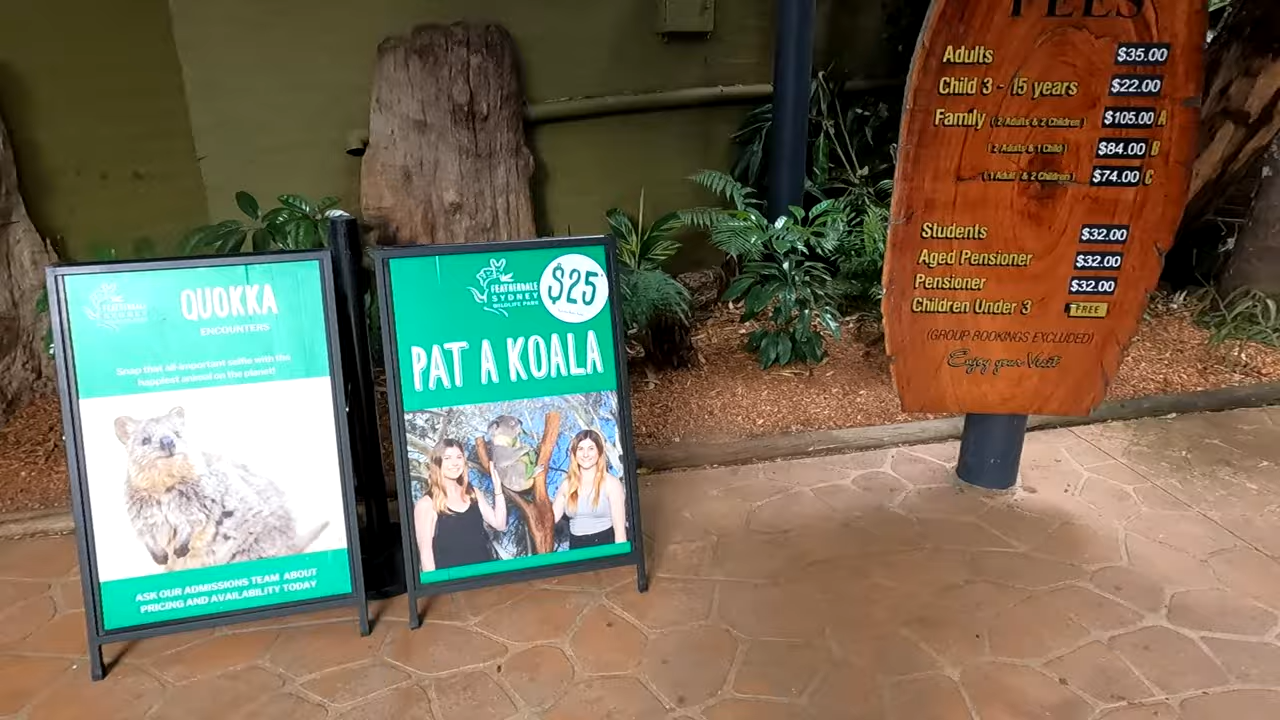 QUOKKA
ENCOUNTERS
Snap that all-important selfie with the
happiest animal on the planet!
ASK OUR ADMISSIONS TEAM ABOUT
PRICING AND AVAILABILITY TODAY
FEATHERDALE
SYDNEY
WILDLIFE PARK
$25*
PAT A KOALA
FEES
Adults $35.00
Child 3 - 15 years $22.00
Family (2 Adults & 2 Children) $105.00 A
(2 Adults & 1 Child) $84.00 B
(1 Adult & 2 Children) $74.00 C
Students $32.00
Aged Pensioner $32.00
Pensioner $32.00
Children Under 3 FREE
(GROUP BOOKINGS EXCLUDED)
Enjoy your Visit